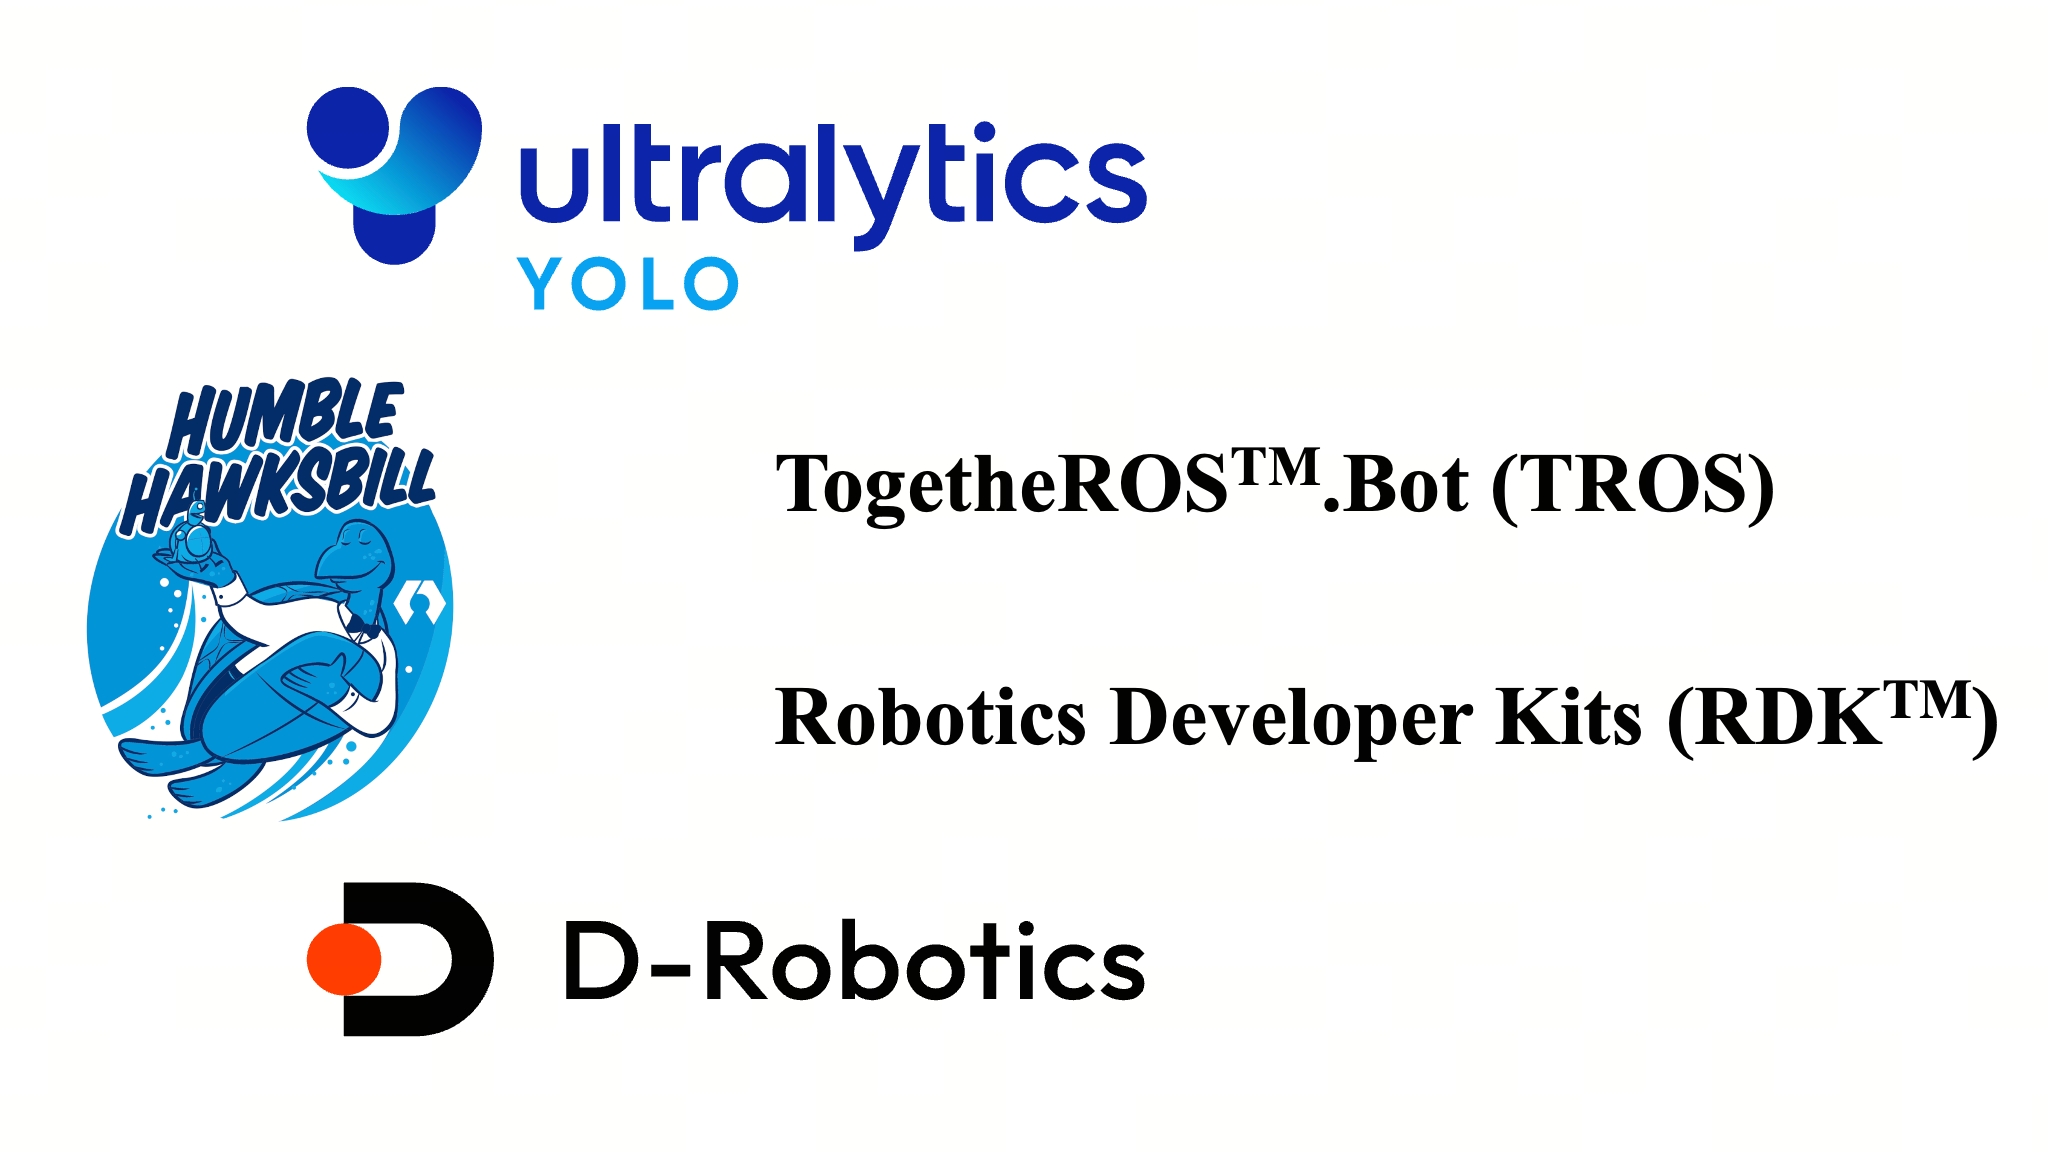 ultralytics
YOLO
HUMBLE
HAWKSBILL
TogetheROS™.Bot (TROS)
Robotics Developer Kits (RDK™)
D-Robotics